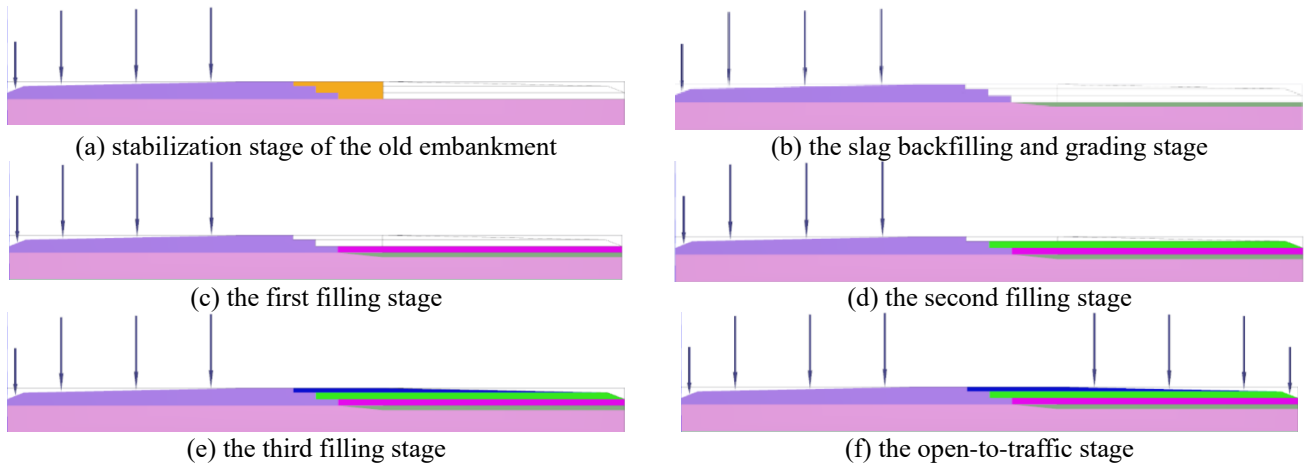 (a) stabilization stage of the old embankment
(b) the slag backfilling and grading stage
(c) the first filling stage
(d) the second filling stage
(e) the third filling stage
(f) the open-to-traffic stage